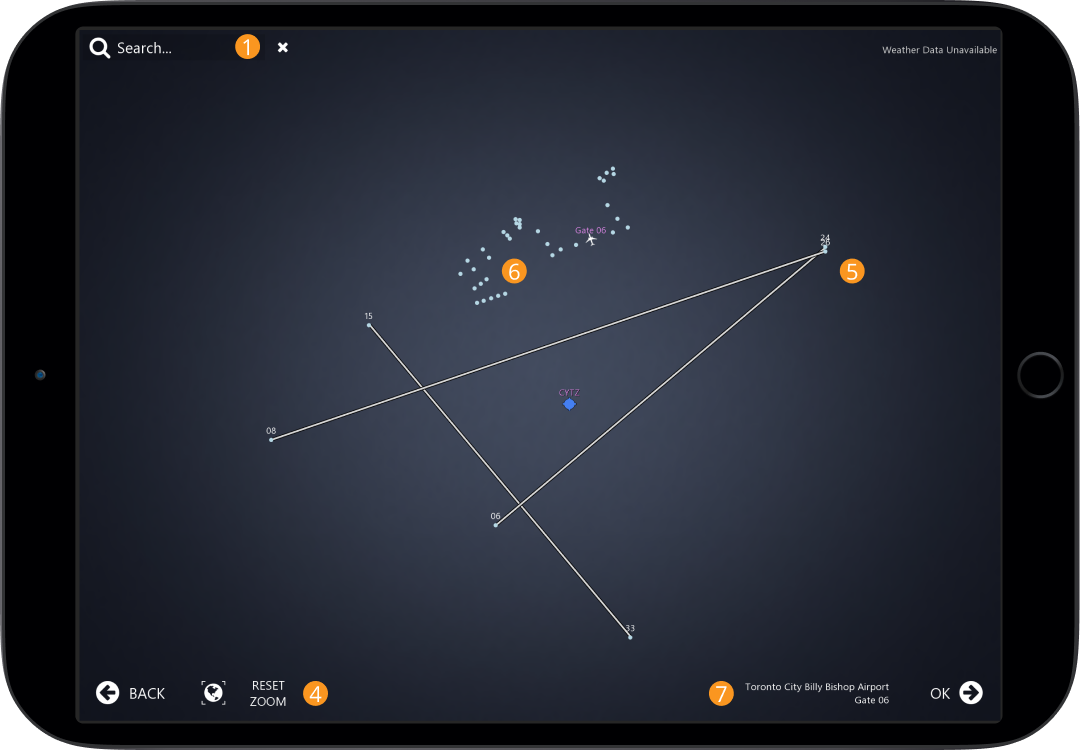 Search...
1
Weather Data Unavailable
Gate 06
24
26
5
6
15
CYTZ
08
06
33
BACK
RESET
ZOOM
4
7
Toronto City Billy Bishop Airport
Gate 06
OK